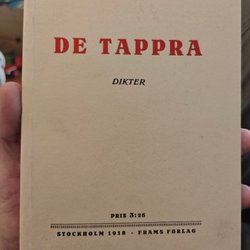 DE TAPPRA
DIKTER
PRIS 3:25
STOCKHOLM 1918 - FRAMS FÖRLAG